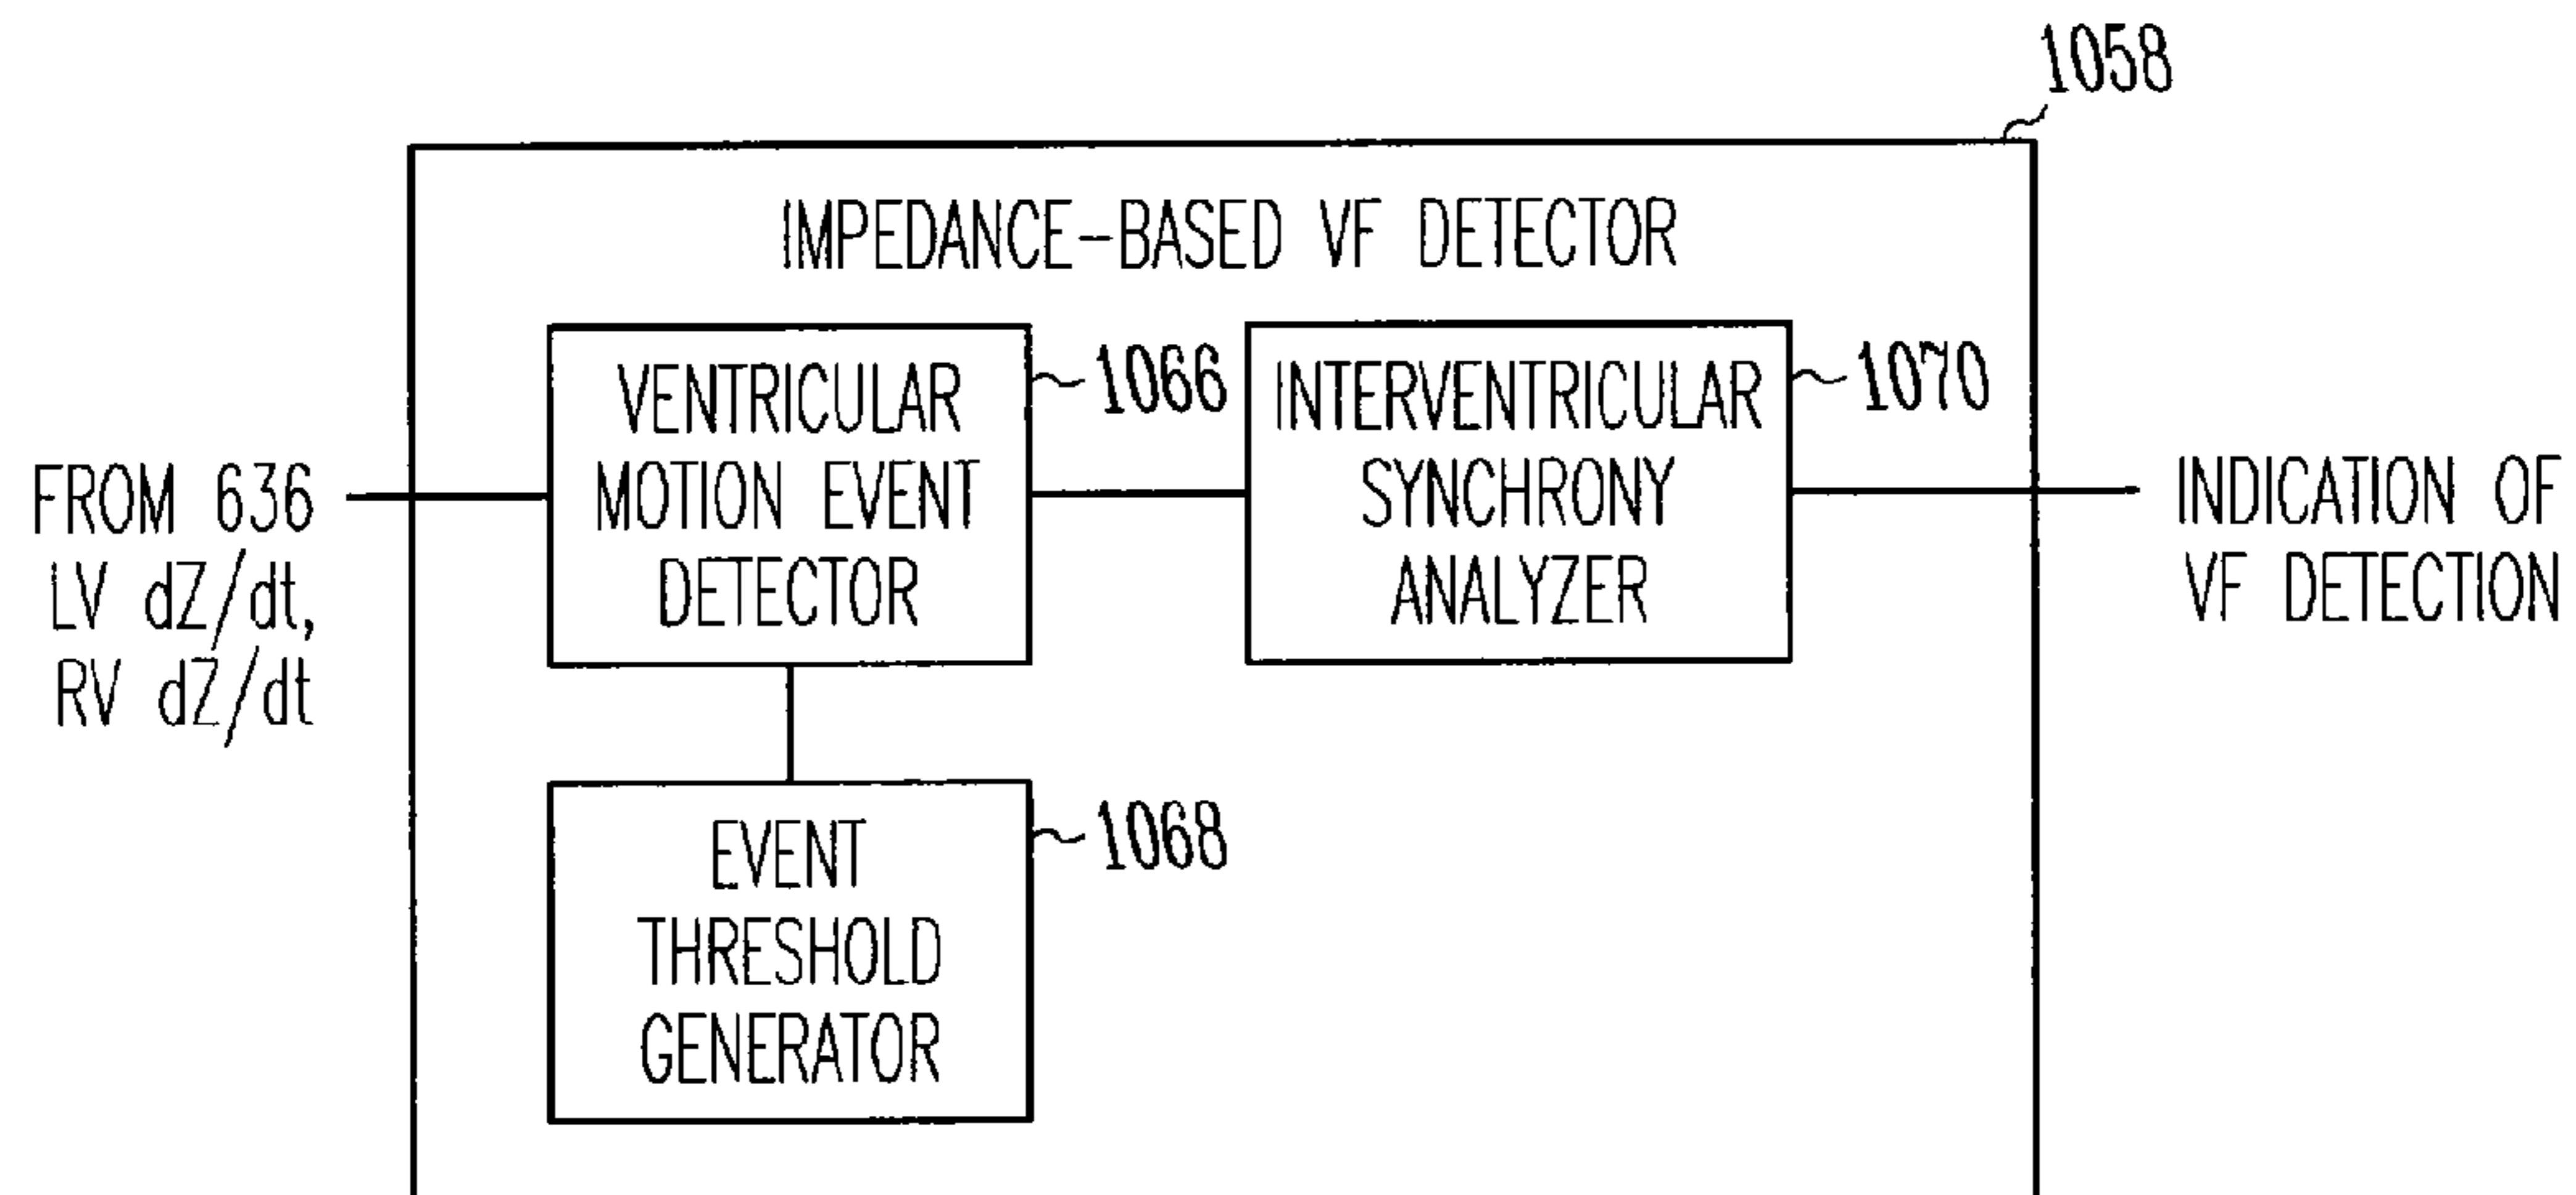 1058
IMPEDANCE-BASED VF DETECTOR
VENTRICULAR
MOTION EVENT
DETECTOR
1066
INTERVENTRICULAR
SYNCHRONY
ANALYZER
1070
FROM 636
LV dZ/dt,
RV dZ/dt
INDICATION OF
VF DETECTION
EVENT
THRESHOLD
GENERATOR
1068